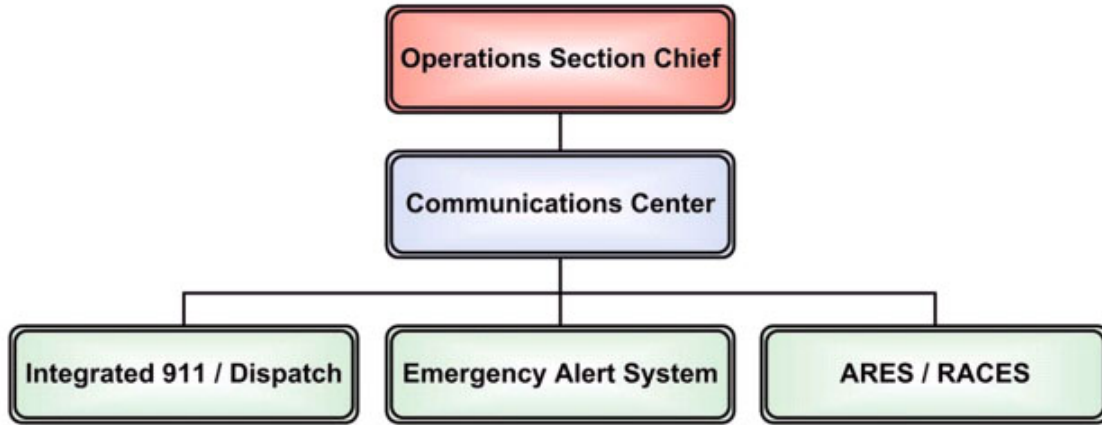 Operations Section Chief
Communications Center
Integrated 911 / Dispatch
Emergency Alert System
ARES / RACES